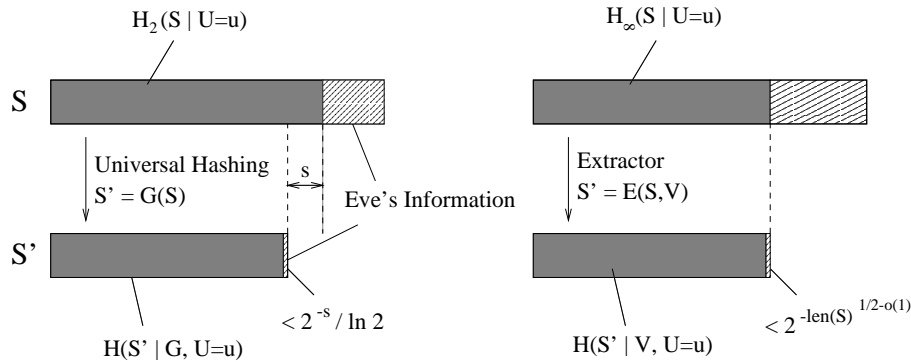 H₂(S | U=u)
H∞(S | U=u)
S
Universal Hashing
S' = G(S)
s
Eve's Information
Extractor
S' = E(S,V)
S'
< 2^-s / ln 2
< 2^-len(S)^1/2-o(1)
H(S' | G, U=u)
H(S' | V, U=u)